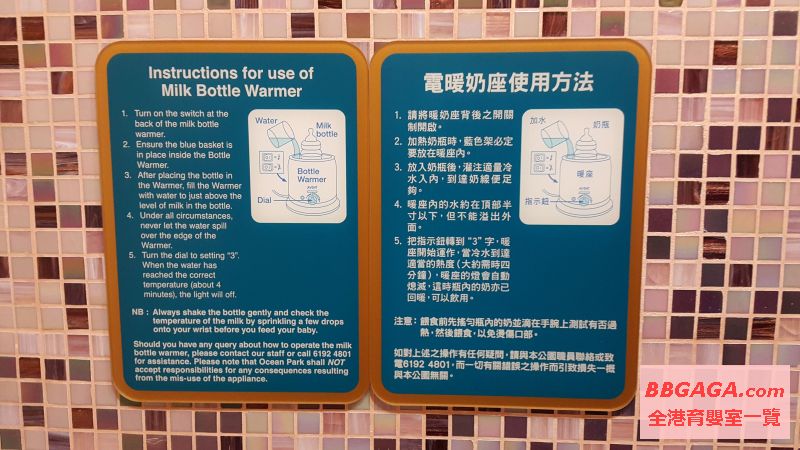 Instructions for use of
Milk Bottle Warmer
1. Turn on the switch at the
back of the milk bottle
warmer.
2. Ensure the blue basket is
in place inside the Bottle
Warmer.
3. After placing the bottle in
the Warmer, fill the Warmer
with water to just above the
level of milk in the bottle.
4. Under all circumstances,
never let the water spill
over the edge of the
Warmer.
5. Turn the dial to setting "3".
When the water has
reached the correct
temperature (about 4
minutes), the light will off.
Water
Milk
bottle
Bottle
Warmer
Dial
NB : Always shake the bottle gently and check the
temperature of the milk by sprinkling a few drops
onto your wrist before you feed your baby.
Should you have any query about how to operate the milk
bottle warmer, please contact our staff or call 6192 4801
for assistance. Please note that Ocean Park shall NOT
accept responsibilities for any consequences resulting
from the mis-use of the appliance.
電暖奶座使用方法
1. 請將暖奶座背後之開關
制開啟。
2. 加熱奶瓶時，藍色架必定
要放在暖座內。
3. 放入奶瓶後，灌注適量冷
水入內，到達奶線便足
夠。
4. 暖座內的水約在頂部半
寸以下，但不能溢出外
面。
5. 把指示鈕轉到 "3" 字，暖
座開始運作，當冷水到達
適當的熱度（大約需時四
分鐘），暖座的燈會自動
熄滅，這時瓶內的奶亦已
回暖，可以飲用。
加水
奶瓶
暖座
指示鈕
注意：餵食前先搖勻瓶內的奶並滴在手腕上測試有否過
熱，然後餵食，以免燙傷口部。
如對上述之操作有任何疑問，請與本公園職員聯絡或致
電6192 4801，而一切有關錯誤之操作而引致損失一概
與本公園無關。
BBGAGA.com
全港育嬰室一覽